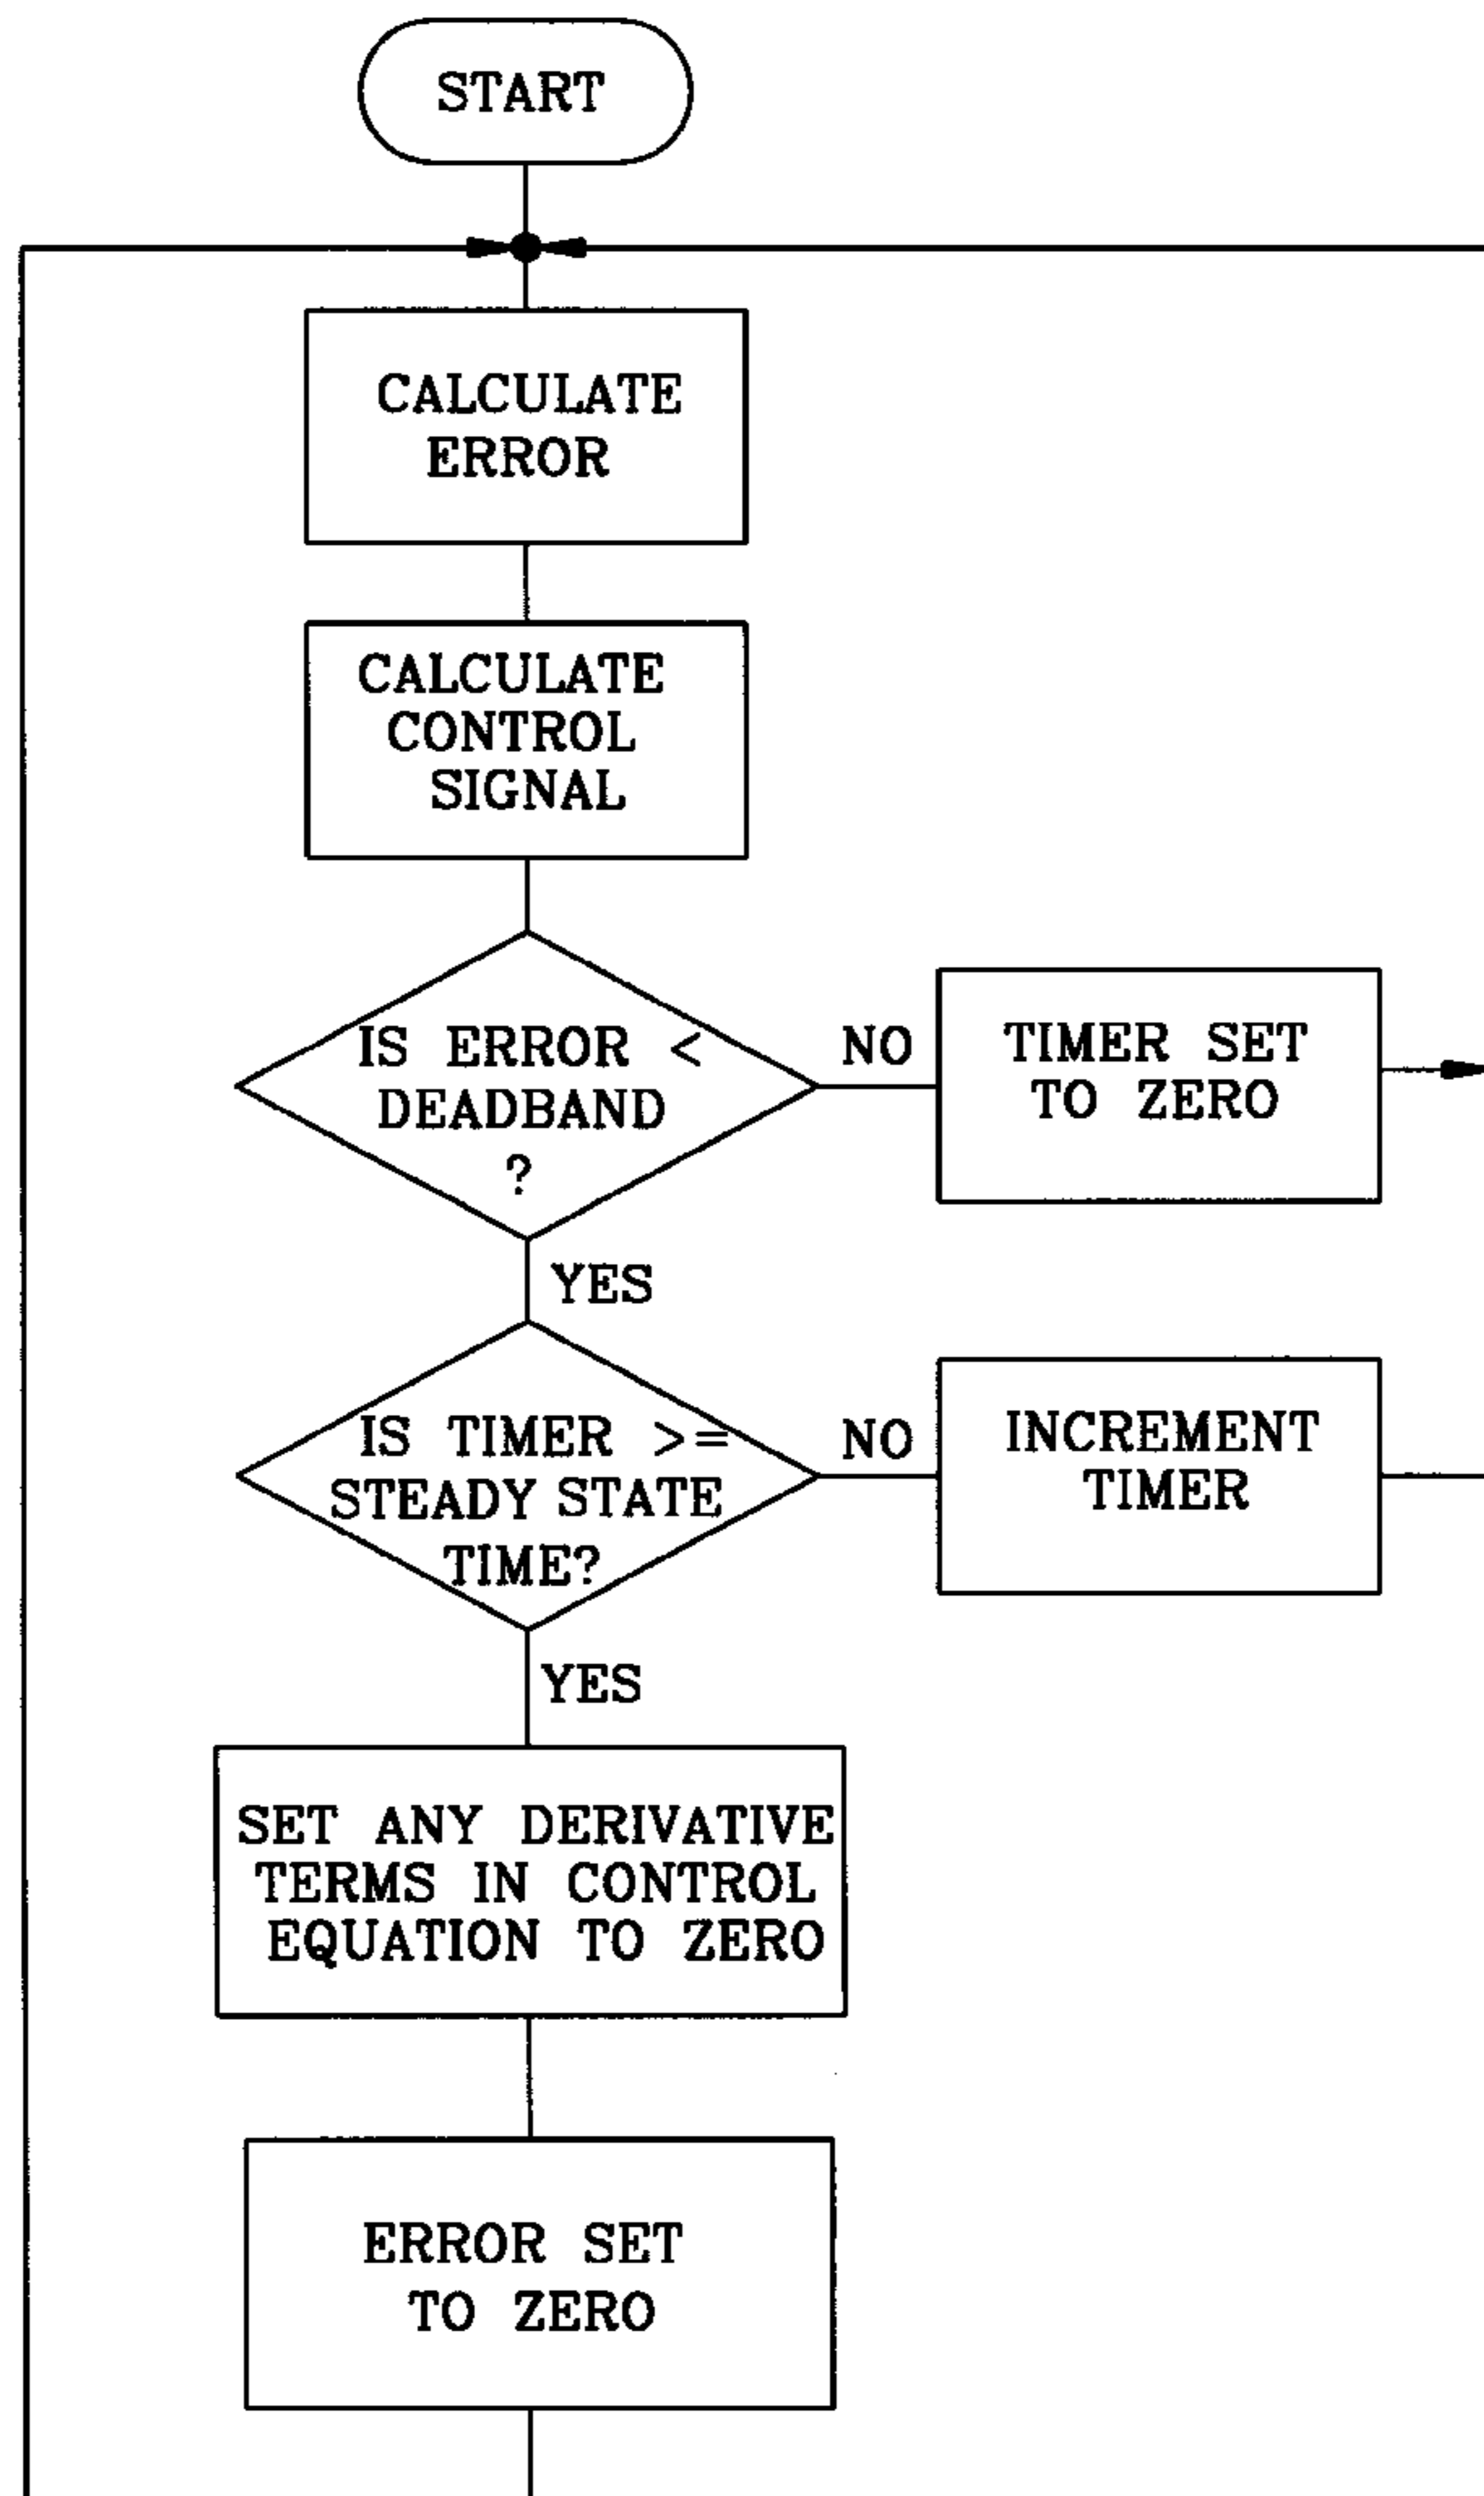 START
CALCULATE
ERROR
CALCULATE
CONTROL
SIGNAL
IS ERROR <
DEADBAND
?
NO
TIMER SET
TO ZERO
YES
IS TIMER >=
STEADY STATE
TIME?
NO
INCREMENT
TIMER
YES
SET ANY DERIVATIVE
TERMS IN CONTROL
EQUATION TO ZERO
ERROR SET
TO ZERO